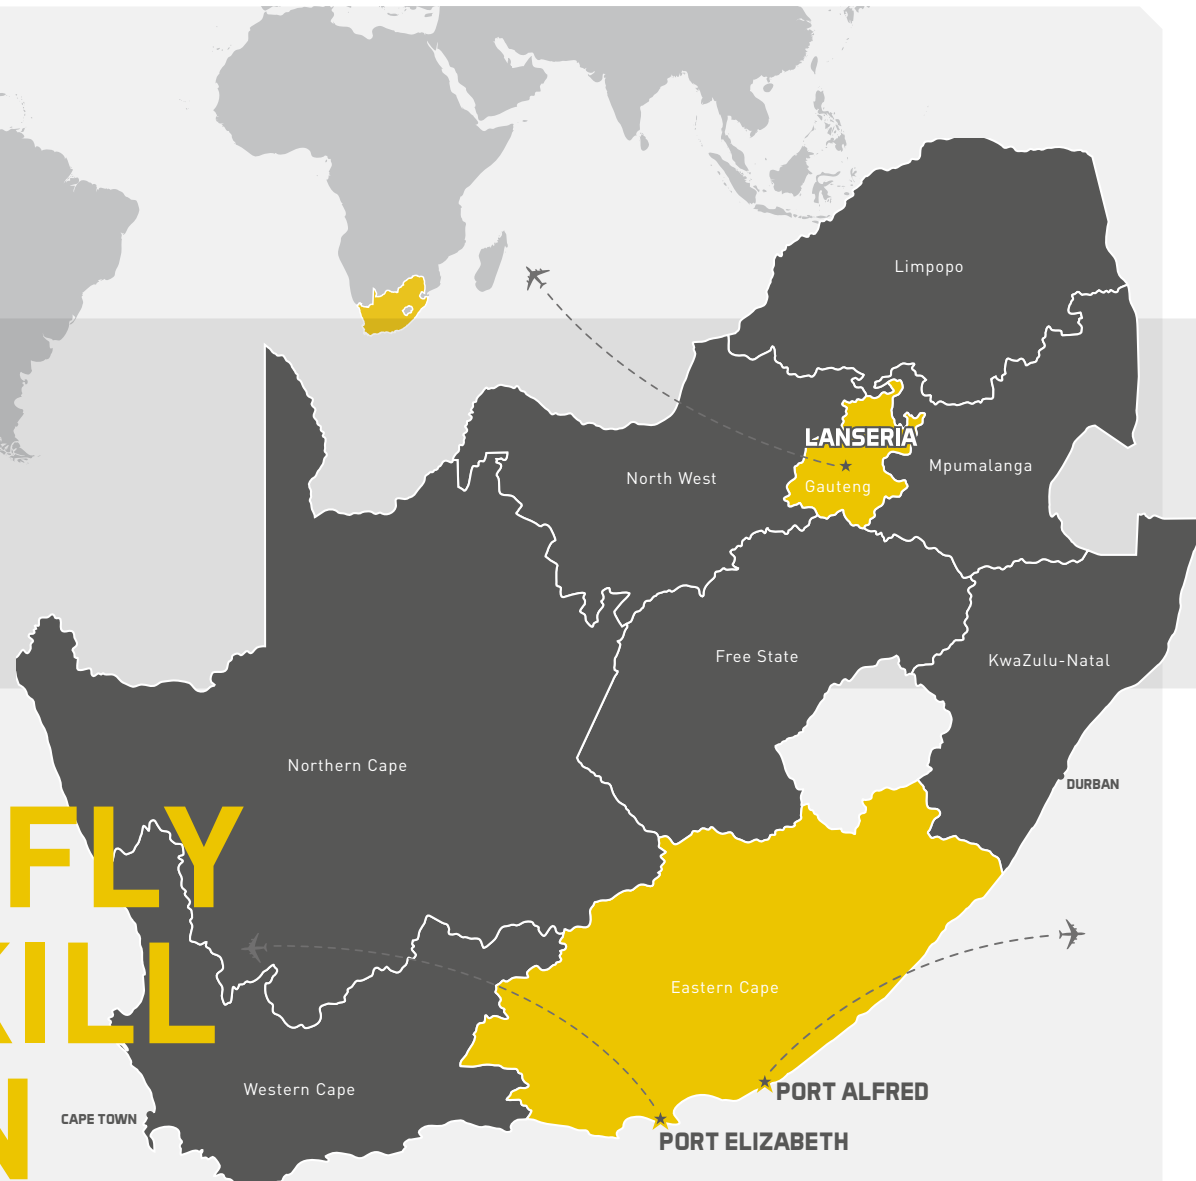 Limpopo
LANSERIA
Mpumalanga
North West
Gauteng
Free State
KwaZulu-Natal
Northern Cape
DURBAN
FLY
KILL
Eastern Cape
Western Cape
PORT ALFRED
CAPE TOWN
PORT ELIZABETH
N